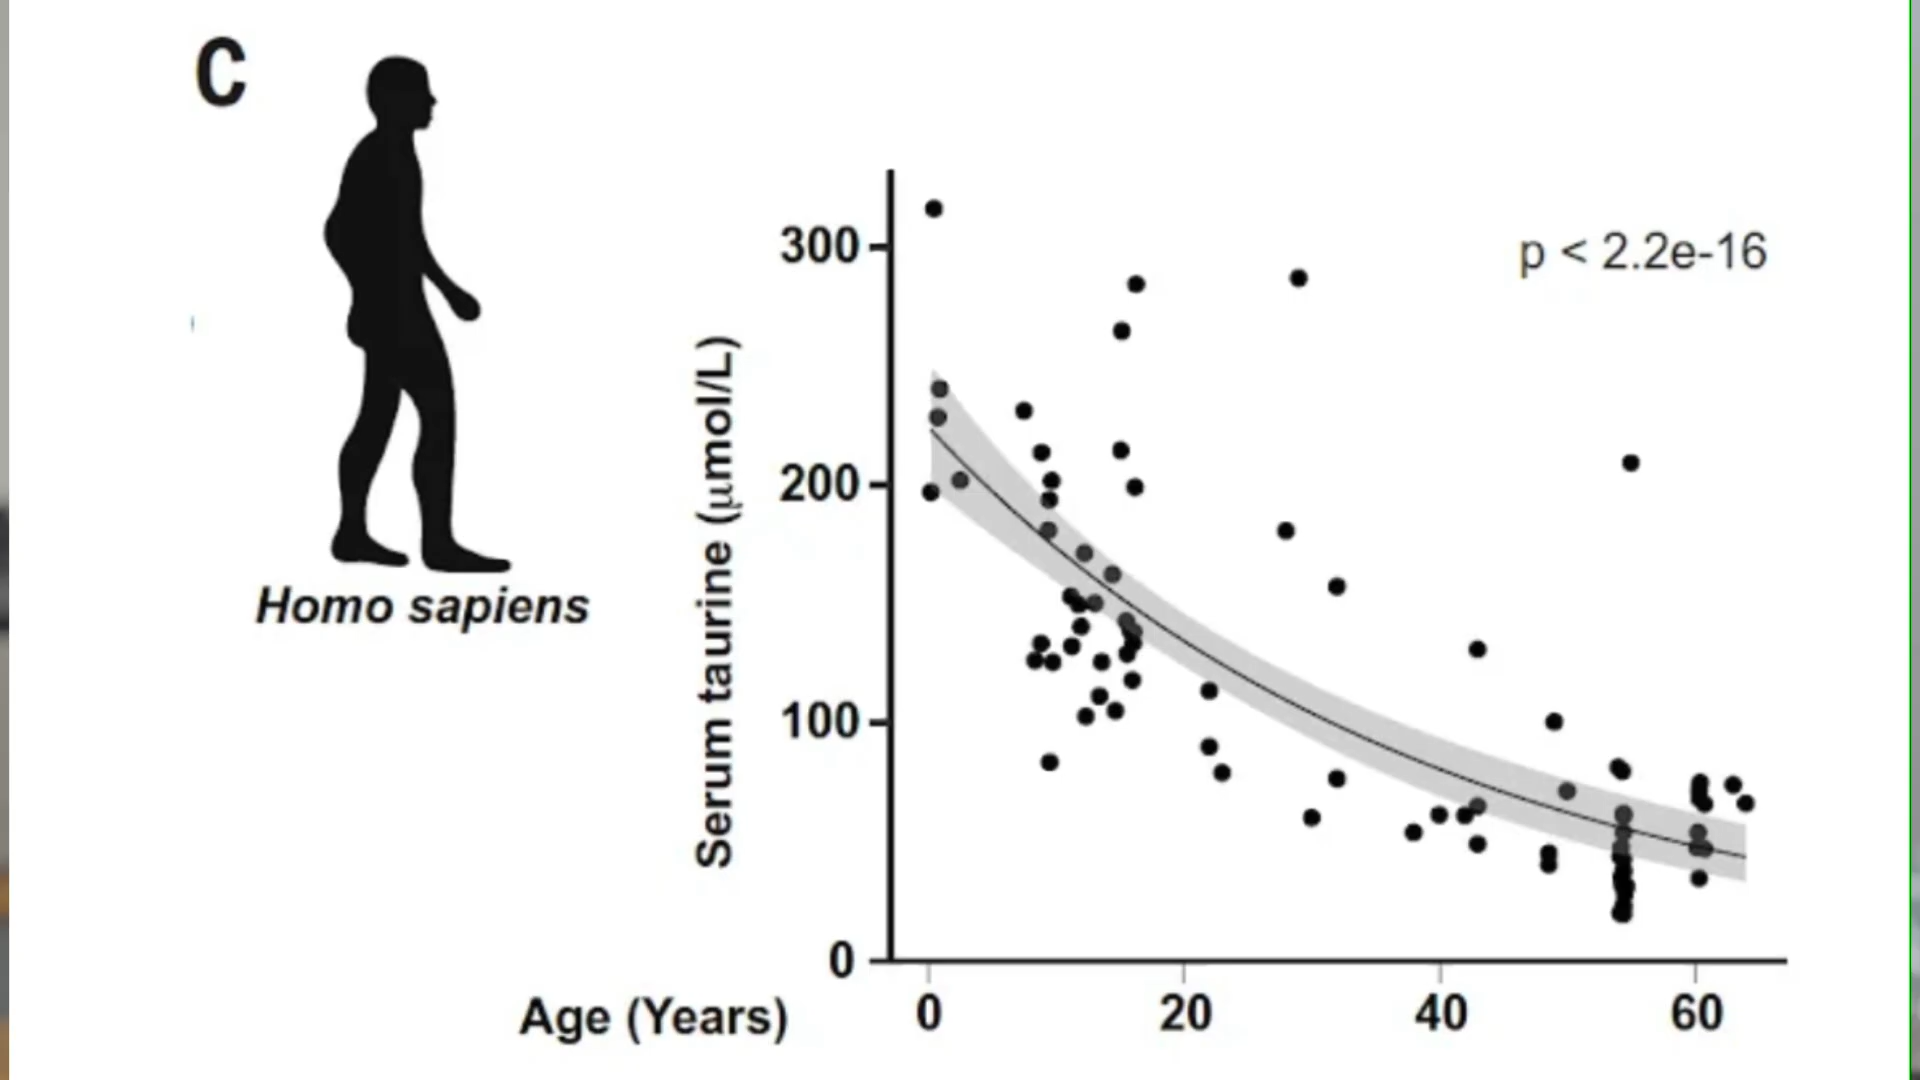 C
Homo sapiens
Serum taurine (µmol/L)
300
200
100
0
p < 2.2e-16
Age (Years)
0
20
40
60